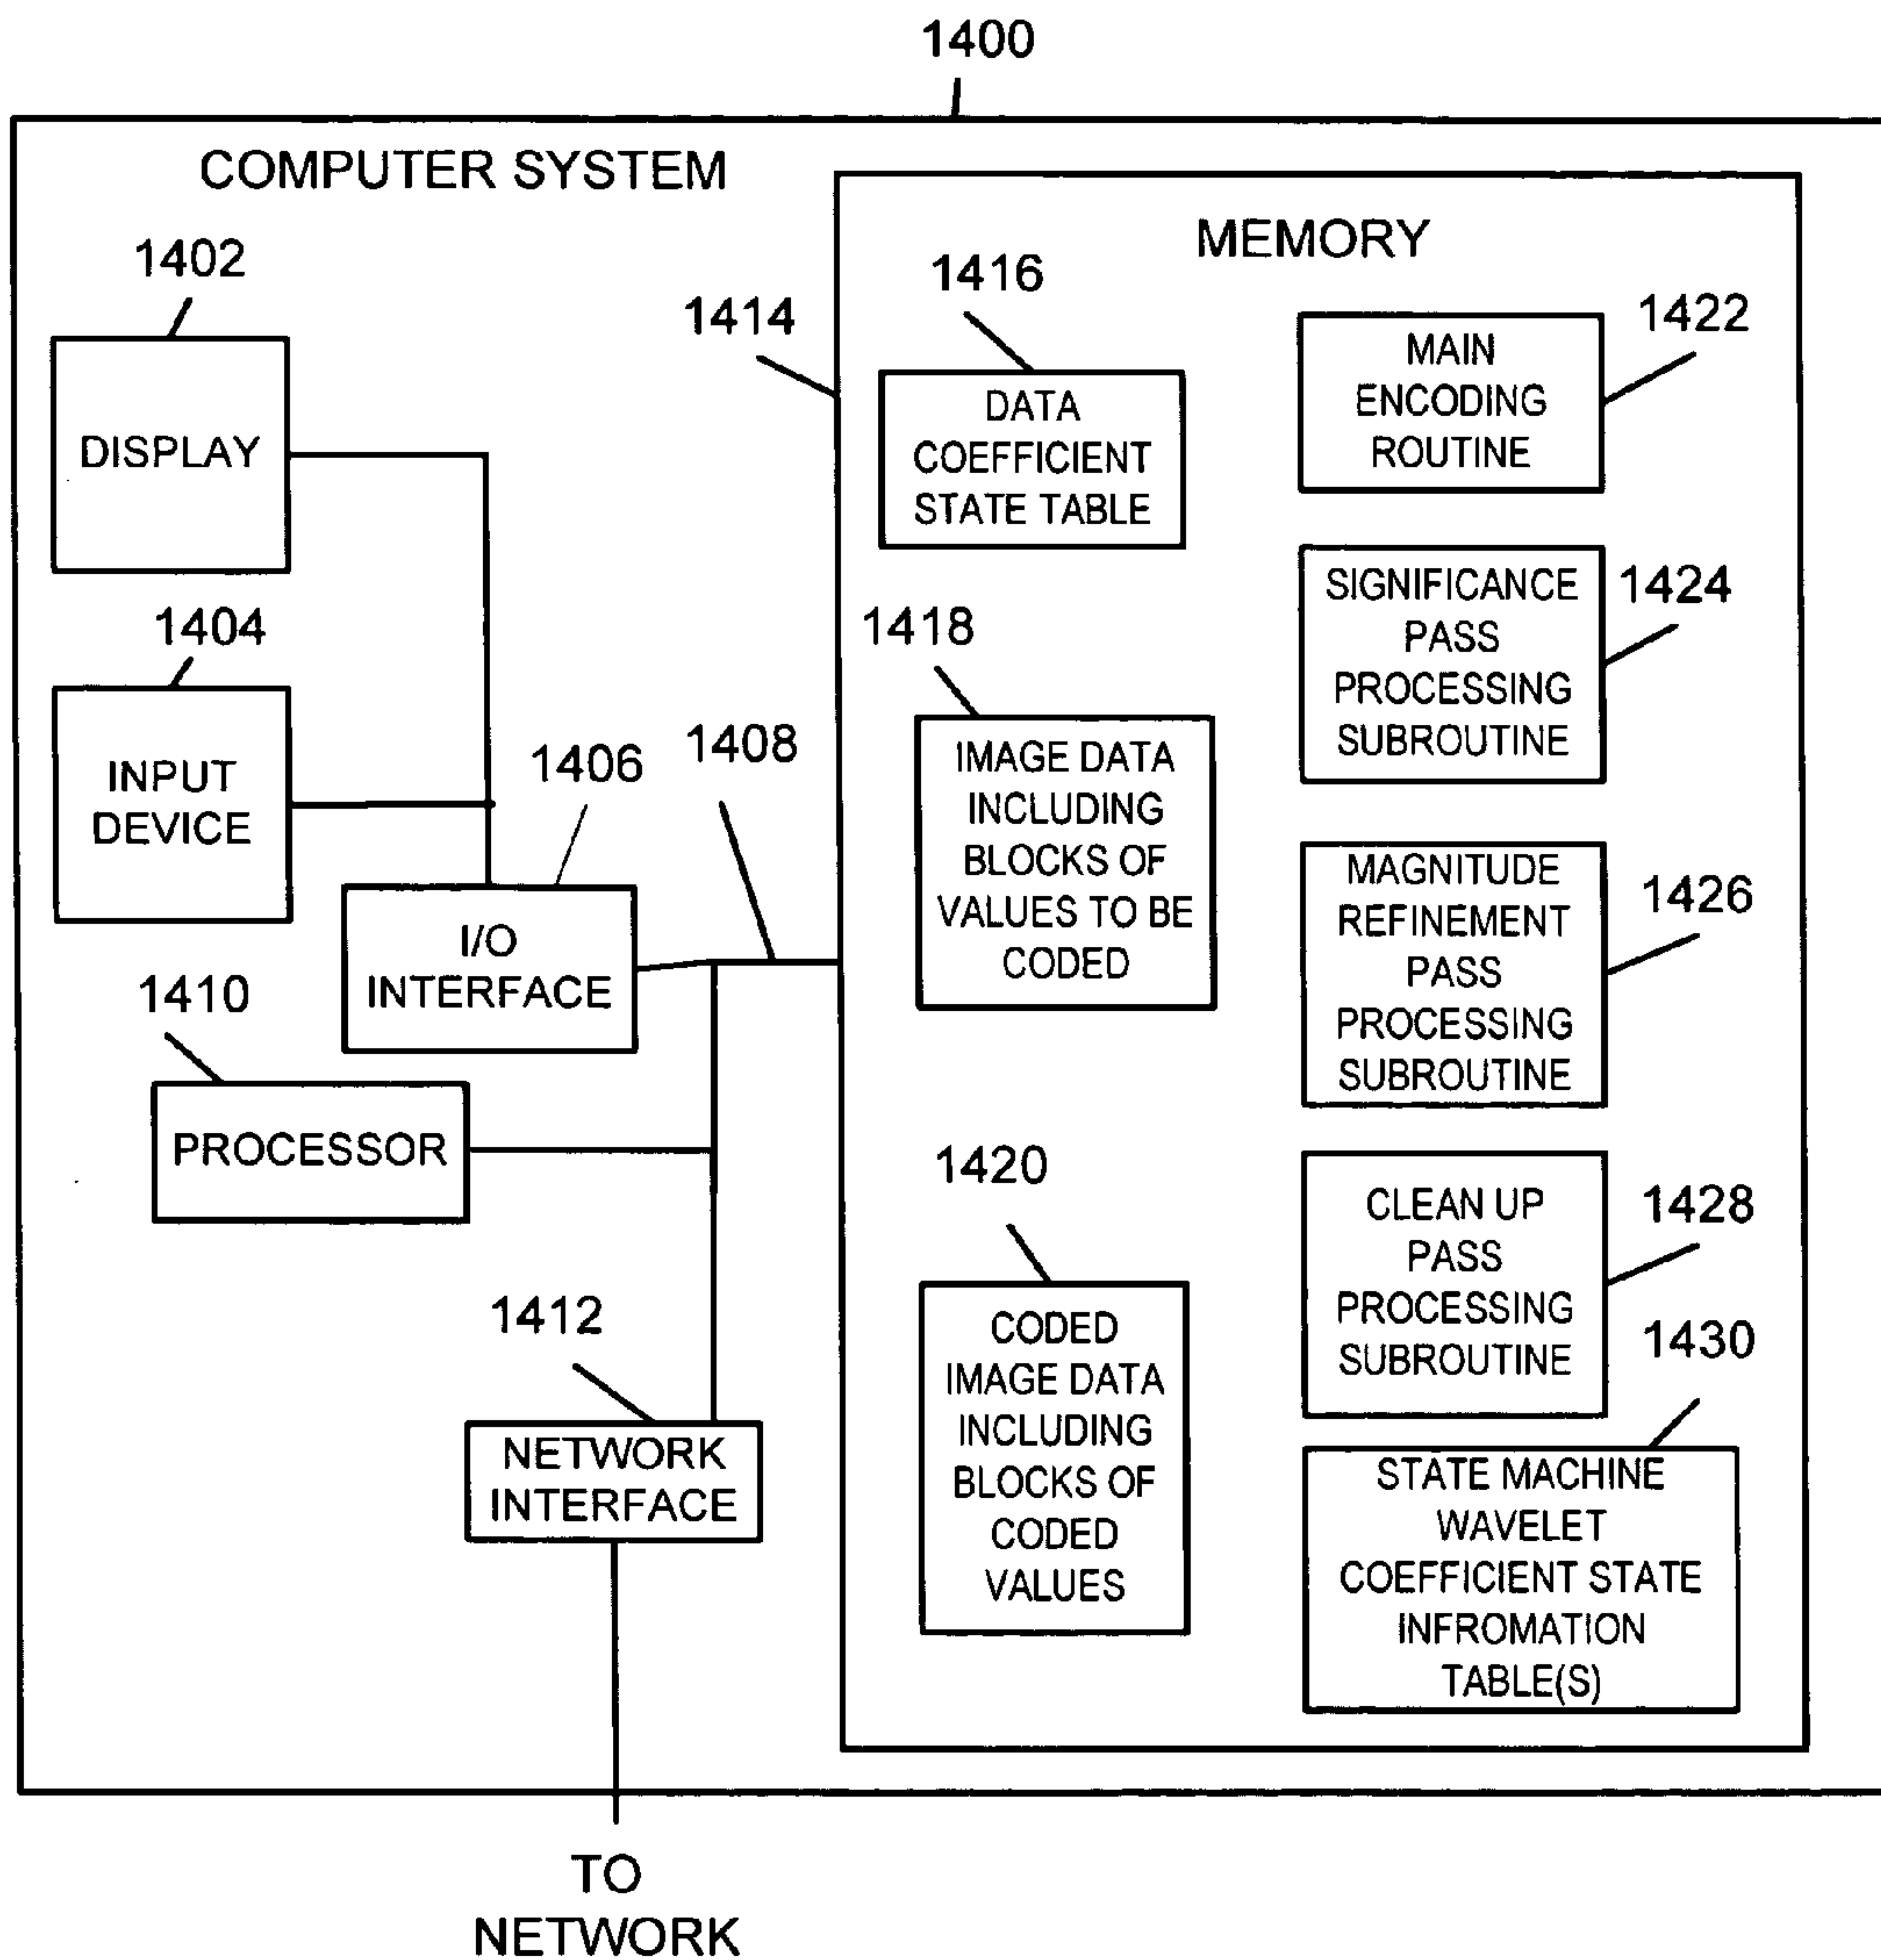 1400
COMPUTER SYSTEM
MEMORY
1402
DISPLAY
1404
INPUT
DEVICE
1406
I/O
INTERFACE
1408
1410
PROCESSOR
1412
NETWORK
INTERFACE
TO
NETWORK
1414
1416
DATA
COEFFICIENT
STATE TABLE
1418
IMAGE DATA
INCLUDING
BLOCKS OF
VALUES TO BE
CODED
1420
CODED
IMAGE DATA
INCLUDING
BLOCKS OF
CODED
VALUES
1422
MAIN
ENCODING
ROUTINE
1424
SIGNIFICANCE
PASS
PROCESSING
SUBROUTINE
1426
MAGNITUDE
REFINEMENT
PASS
PROCESSING
SUBROUTINE
1428
CLEAN UP
PASS
PROCESSING
SUBROUTINE
1430
STATE MACHINE
WAVELET
COEFFICIENT STATE
INFROMATION
TABLE(S)